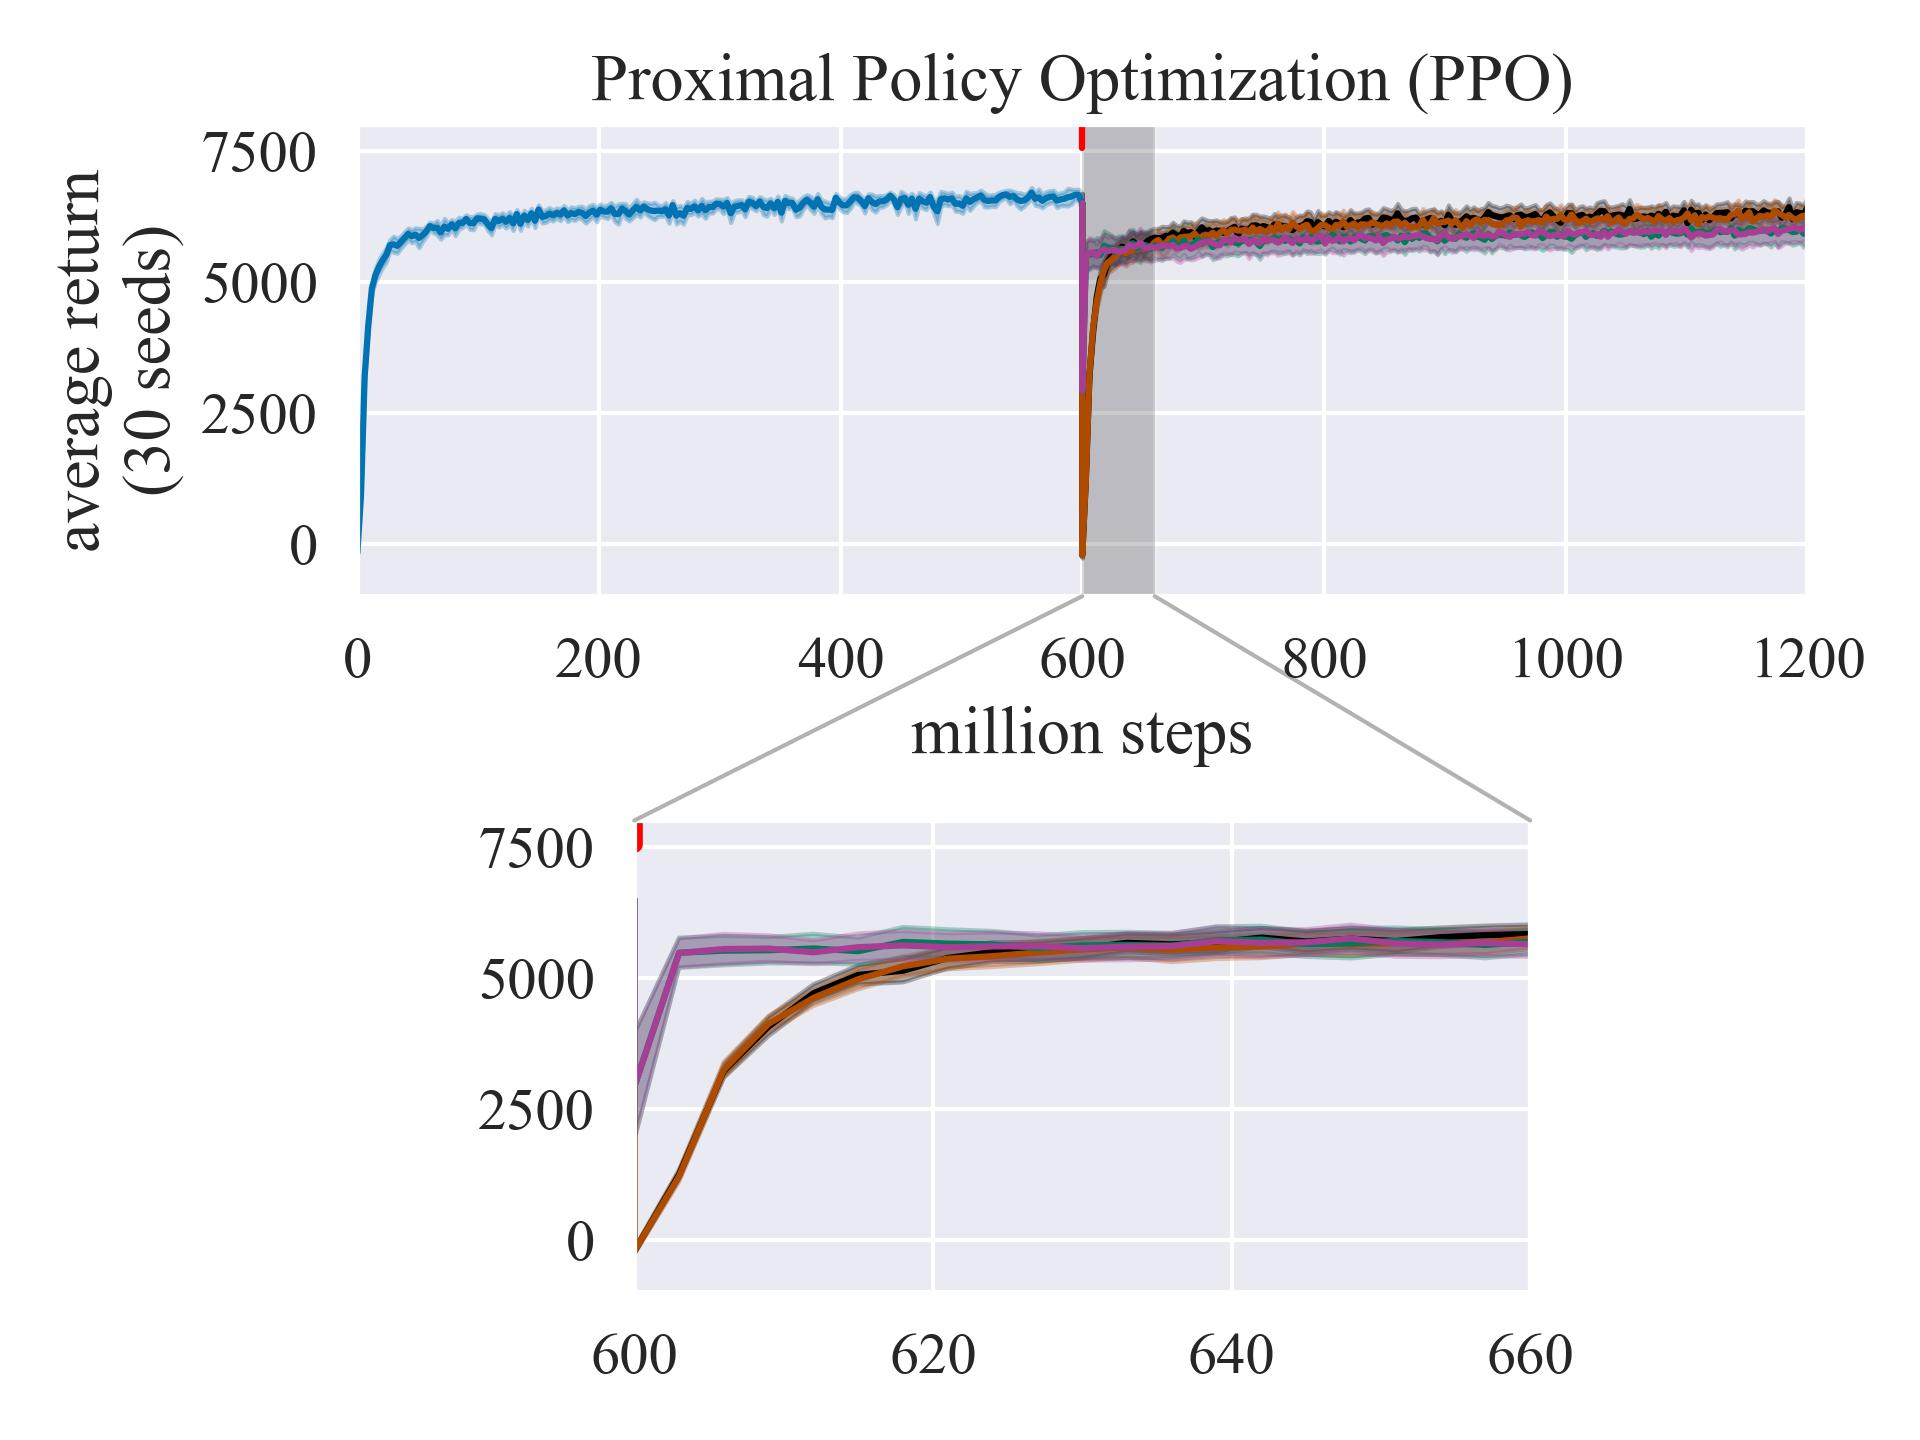 Proximal Policy Optimization (PPO)
average return
(30 seeds)
7500
5000
2500
0
0 200 400 600 800 1000 1200
million steps
7500
5000
2500
0
600 620 640 660